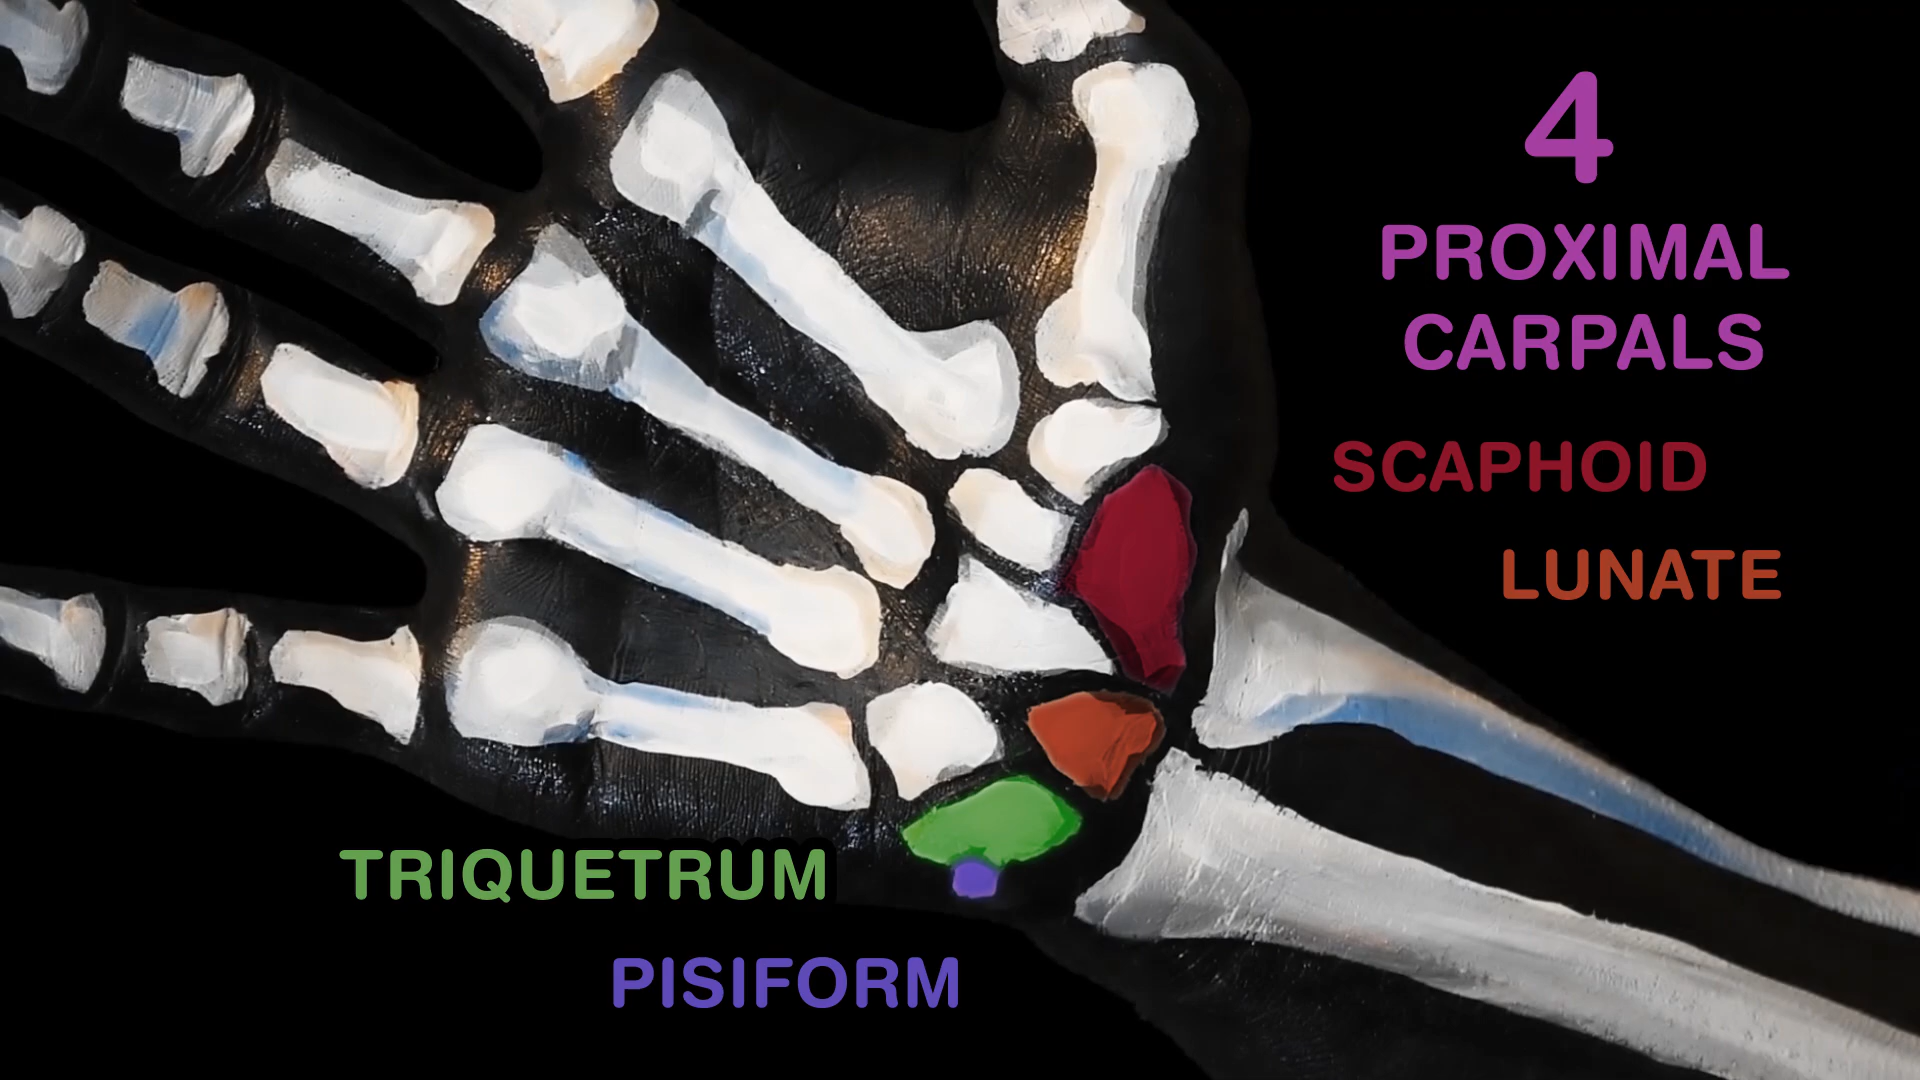 4
PROXIMAL
CARPALS
SCAPHOID
LUNATE
TRIQUETRUM
PISIFORM